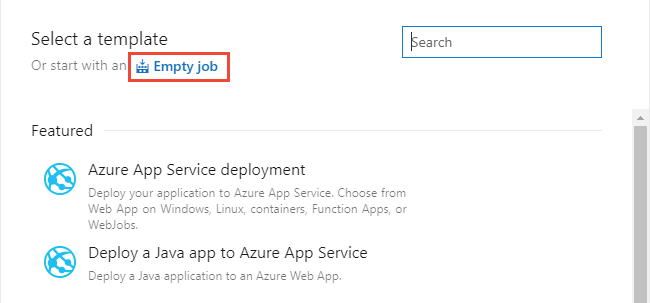 Select a template
Search
Or start with an Empty job
Featured
Azure App Service deployment
Deploy your application to Azure App Service. Choose from
Web App on Windows, Linux, containers, Function Apps, or
WebJobs.
Deploy a Java app to Azure App Service
Deploy a Java application to an Azure Web App.